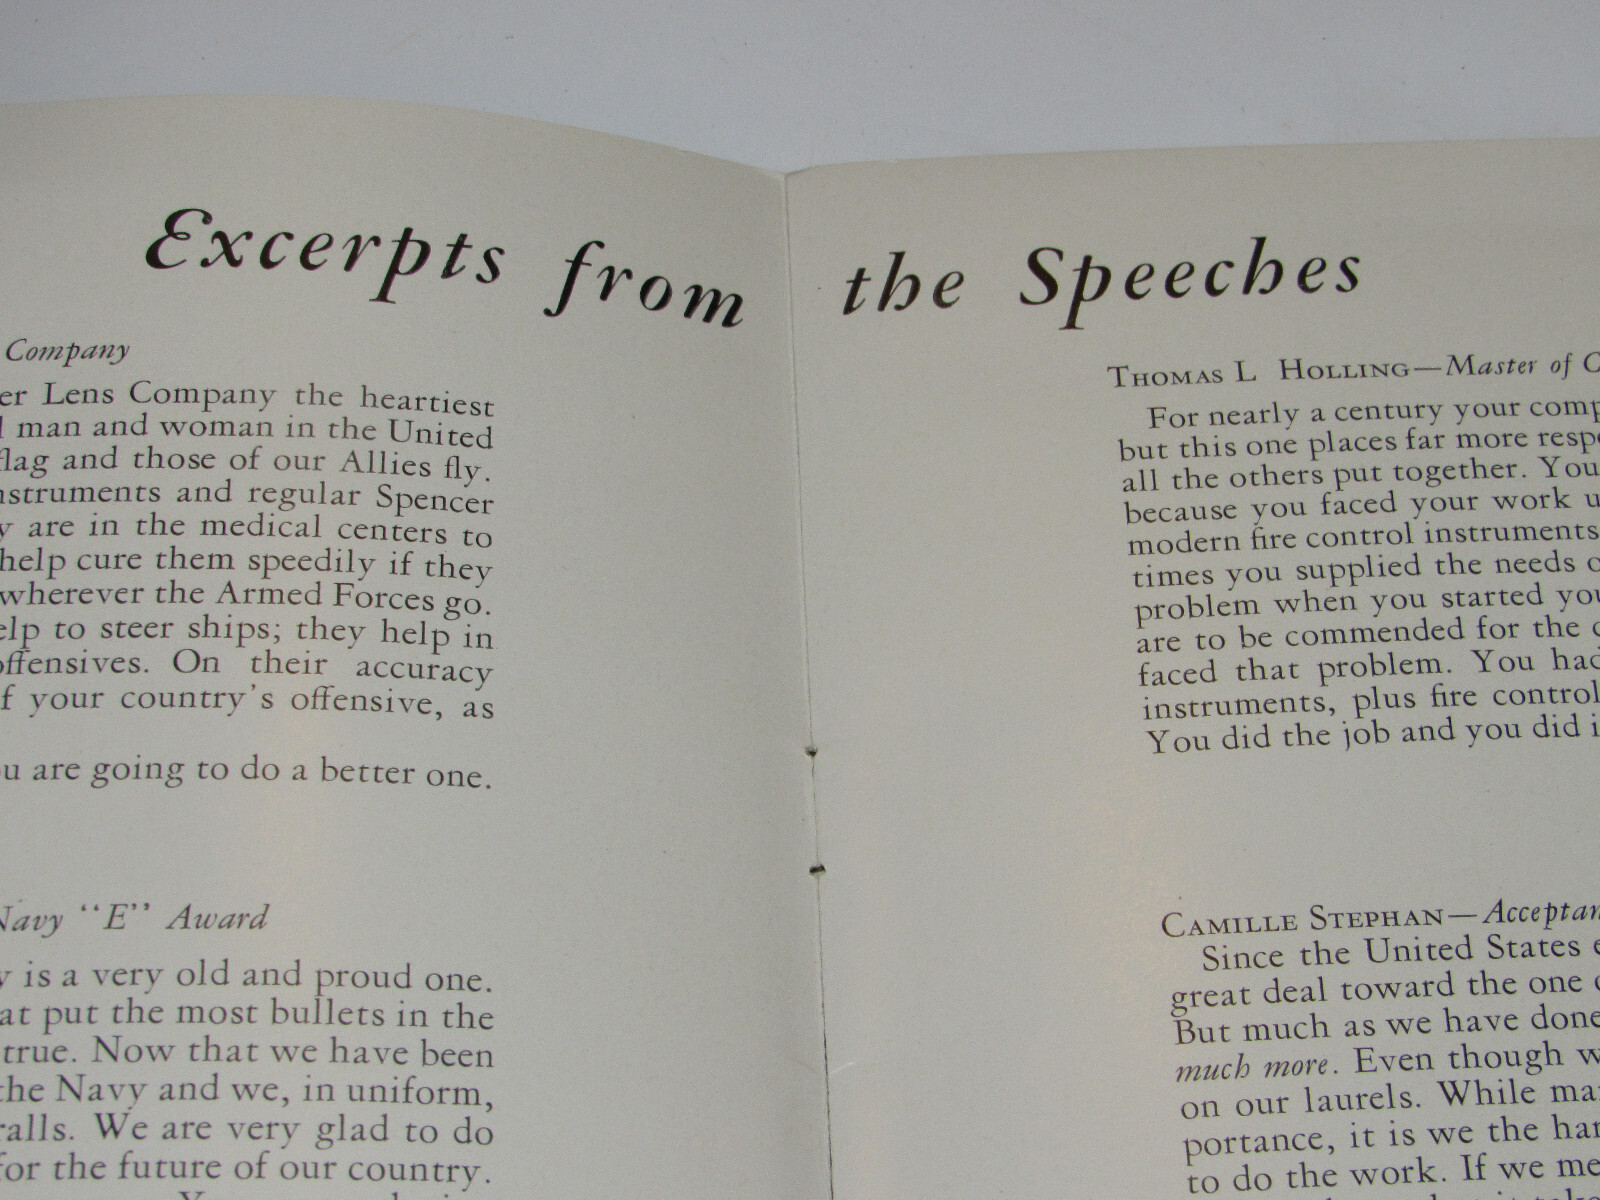 Excerpts from the Speeches
Company
er Lens Company the heartiest
man and woman in the United
flag and those of our Allies fly.
nstruments and regular Spencer
y are in the medical centers to
help cure them speedily if they
wherever the Armed Forces go.
elp to steer ships; they help in
offensives. On their accuracy
f your country's offensive, as
u are going to do a better one.
Navy "E" Award
y is a very old and proud one.
at put the most bullets in the
true. Now that we have been
the Navy and we, in uniform,
ralls. We are very glad to do
for the future of our country.
Thomas L Holling—Master of C
For nearly a century your comp
but this one places far more resp
all the others put together. You
because you faced your work u
modern fire control instruments
times you supplied the needs o
problem when you started you
are to be commended for the c
faced that problem. You had
instruments, plus fire control
You did the job and you did i
Camille Stephan—Acceptan
Since the United States e
great deal toward the one
But much as we have done
much more. Even though w
on our laurels. While ma
portance, it is we the
to do the work. If we me